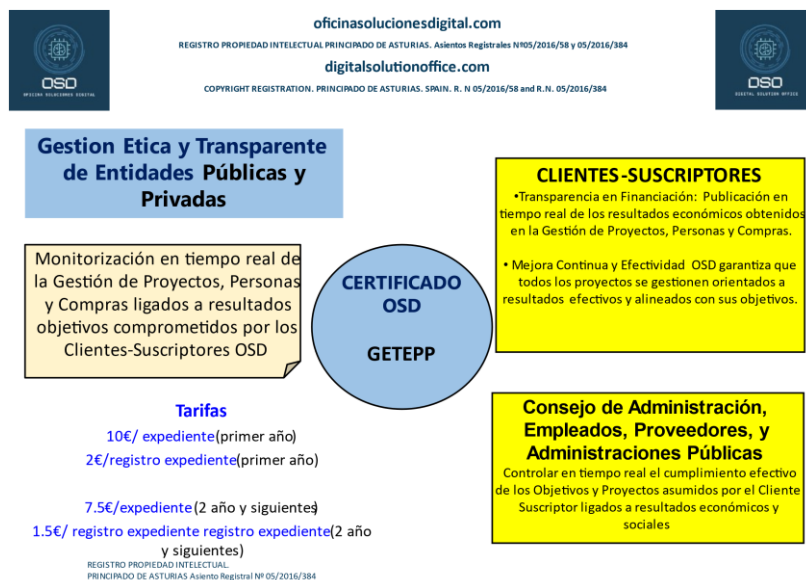 oficinasolucionesdigital.com
REGISTRO PROPIEDAD INTELECTUAL PRINCIPADO DE ASTURIAS. Asientos Registrales Nº05/2016/58 y 05/2016/384
digitalsolutionoffice.com
COPYRIGHT REGISTRATION. PRINCIPADO DE ASTURIAS. SPAIN. R. N 05/2016/58 and R.N. 05/2016/384
OSD
OFICINA SOLUCIONES DIGITAL
OSO
DIGITAL SOLUTION OFFICE
Gestion Etica y Transparente
de Entidades Públicas y
Privadas
Monitorización en tiempo real de
la Gestión de Proyectos, Personas
y Compras ligados a resultados
objetivos comprometidos por los
Clientes-Suscriptores OSD
CERTIFICADO
OSD
GETEPP
CLIENTES-SUSCRIPTORES
•Transparencia en Financiación: Publicación en
tiempo real de los resultados económicos obtenidos
en la Gestión de Proyectos, Personas y Compras.
• Mejora Continua y Efectividad OSD garantiza que
todos los proyectos se gestionen orientados a
resultados efectivos y alineados con sus objetivos.
Tarifas
10€/ expediente(primer año)
2€/registro expediente(primer año)
7.5€/expediente(2 año y siguientes)
1.5€/ registro expediente registro expediente(2 año
y siguientes)
Consejo de Administración,
Empleados, Proveedores, y
Administraciones Públicas
Controlar en tiempo real el cumplimiento efectivo
de los Objetivos y Proyectos asumidos por el Cliente
Suscriptor ligados a resultados económicos y
sociales
REGISTRO PROPIEDAD INTELECTUAL.
PRINCIPADO DE ASTURIAS Asiento Registral Nº 05/2016/384